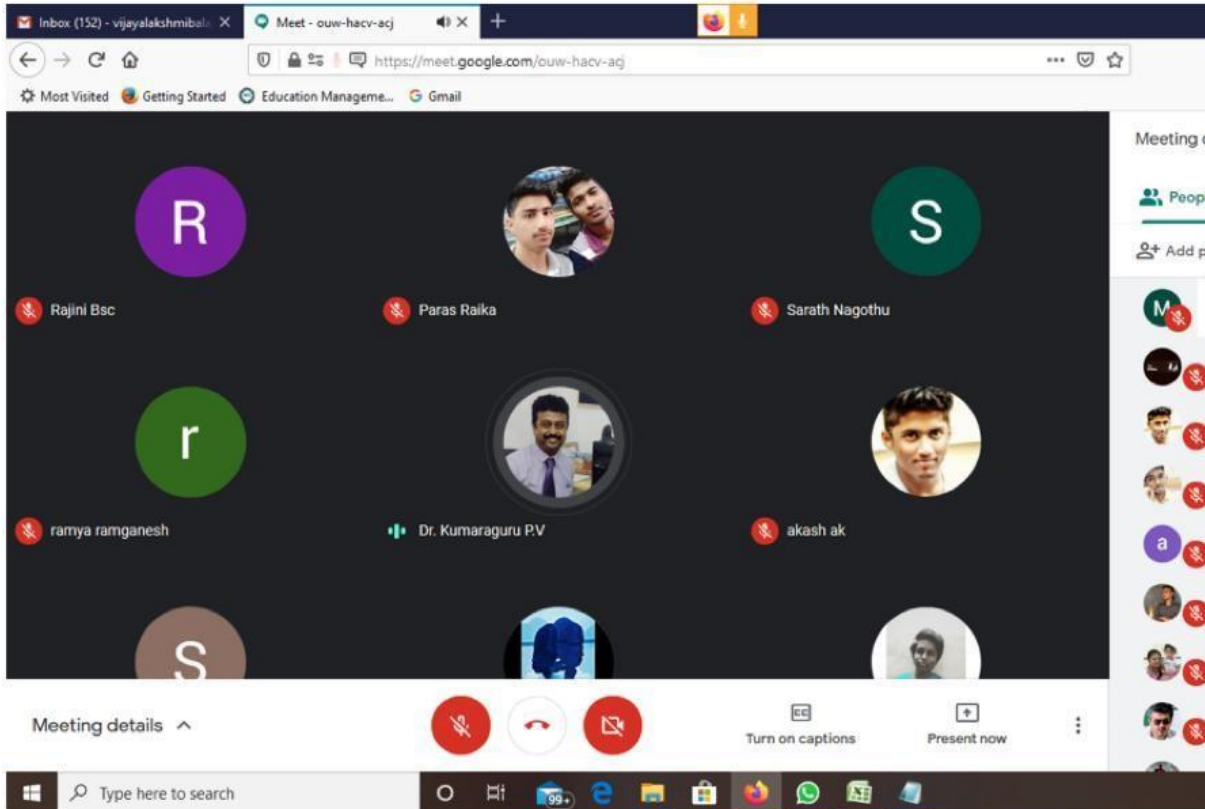 Inbox (152) - vijayalakshmibala
Meet - ouw-hacv-acj
https://meet.google.com/ouw-hacv-acj
Most Visited Getting Started Education Manageme... Gmail
Meeting
Peop
Add p
R
S
Rajini Bsc Paras Raika Sarath Nagothu
M
r
ramya ramganesh Dr. Kumaraguru P.V akash ak
a
S
Meeting details
CC
Turn on captions Present now
Type here to search
99+